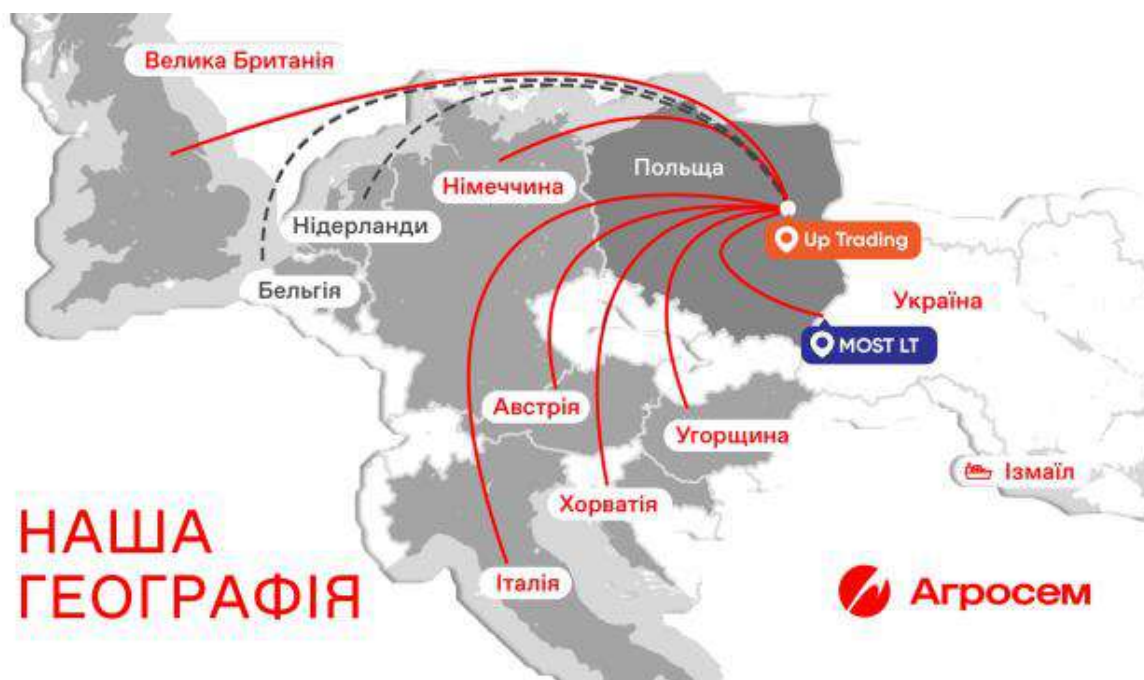 Велика Британія
Польща
Німеччина
Нідерланди
Up Trading
Бельгія
Україна
MOST LT
Австрія
Угорщина
Ізмаїл
Хорватія
НАША
ГЕОГРАФІЯ
Італія
Агросем